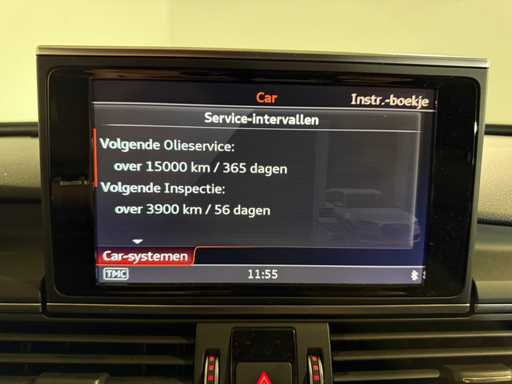 Car
Instr.-boekje
Service-intervallen
Volgende Olieservice:
over 15000 km / 365 dagen
Volgende Inspectie:
over 3900 km / 56 dagen
Car-systemen
TMC
11:55